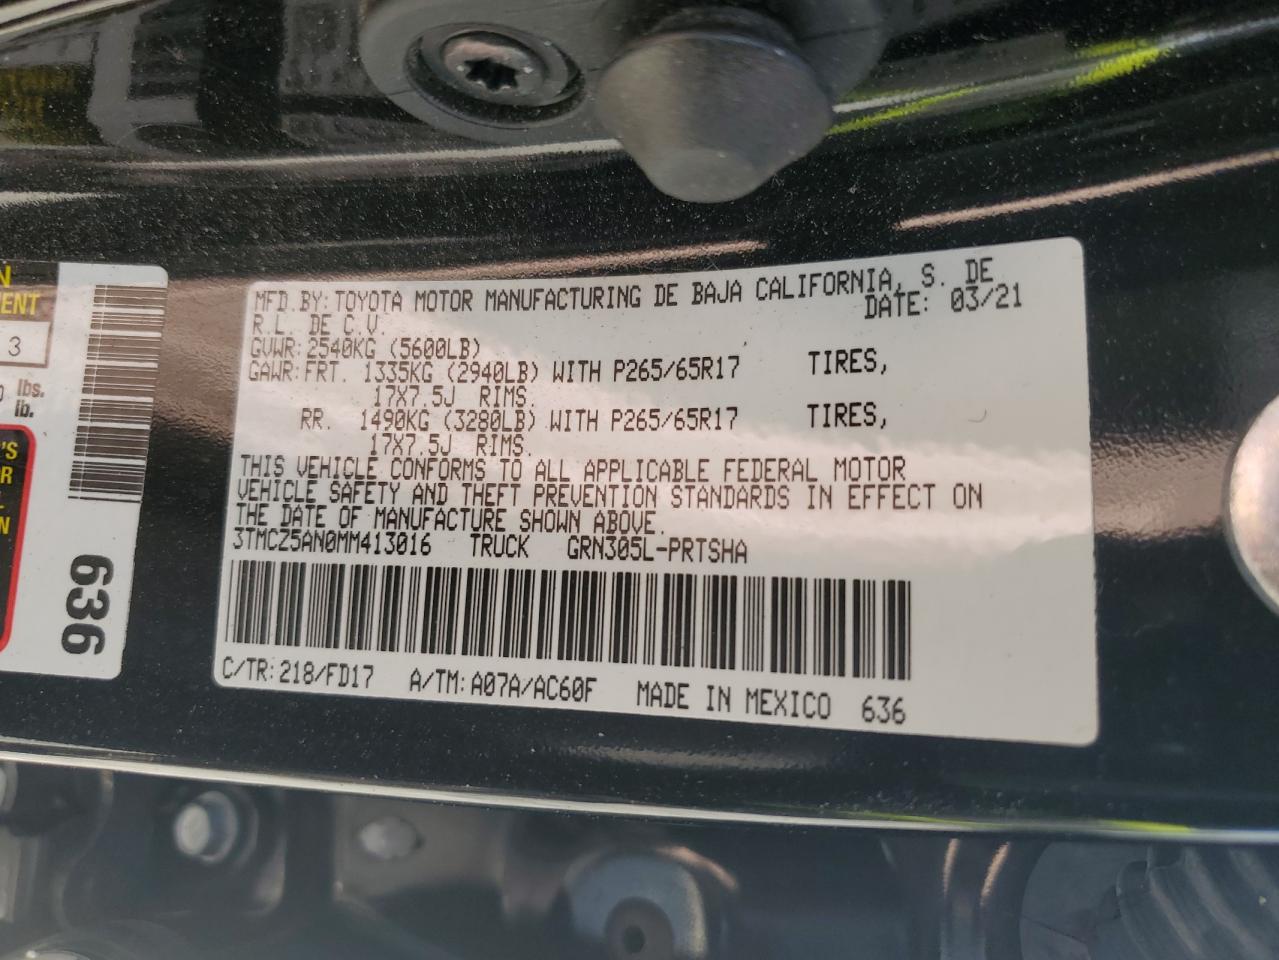 MFD.BY:TOYOTA MOTOR MANUFACTURING DE BAJA CALIFORNIA, S. DE
R.L. DE C.V. DATE: 03/21
GVWR:2540KG (5600LB)
GAWR:FRT. 1335KG (2940LB) WITH P265/65R17 TIRES,
17X7.5J RIMS.
RR. 1490KG (3280LB) WITH P265/65R17 TIRES,
17X7.5J RIMS.
THIS VEHICLE CONFORMS TO ALL APPLICABLE FEDERAL MOTOR
VEHICLE SAFETY AND THEFT PREVENTION STANDARDS IN EFFECT ON
THE DATE OF MANUFACTURE SHOWN ABOVE.
3TMCZ5AN0MM413016 TRUCK GRN305L-PRTSHA
C/TR:218/FD17 A/TM:A07A/AC60F MADE IN MEXICO 636
3
lbs.
lb.
636